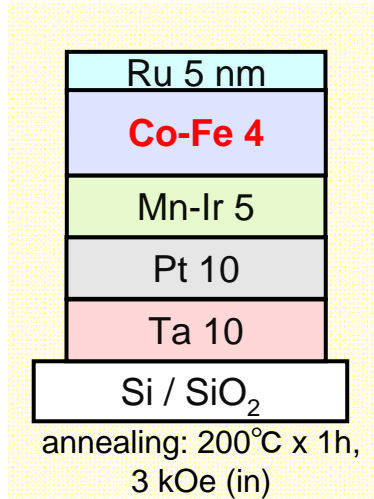 Ru 5 nm
Co-Fe 4
Mn-Ir 5
Pt 10
Ta 10
Si / SiO₂
annealing: 200℃ x 1h,
3 kOe (in)